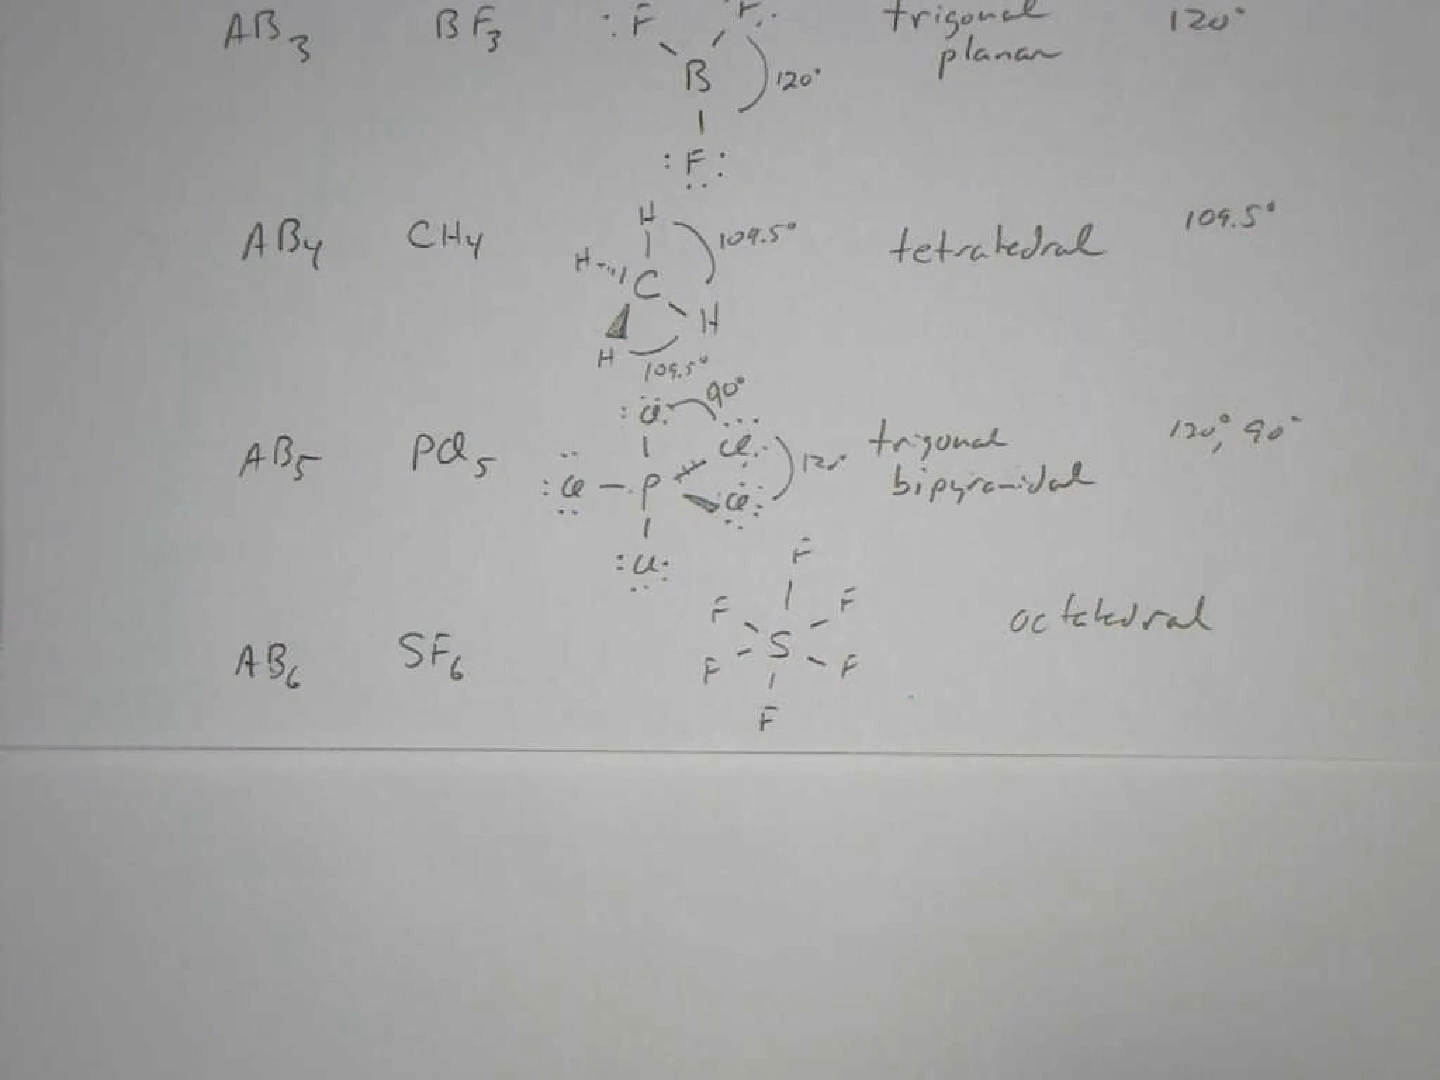 AB3 BF3 :F F: trigonal 120°
planar
B 120°
:F:
AB4 CH4 H 109.5° tetrahedral 109.5°
H C
H H
109.5°
:Cl: 90°
AB5 PCl5 Cl: 120° trigonal 120°, 90°
:Cl P Cl: bipyramidal
:Cl:
F
F F octahedral
AB6 SF6 S
F F
F